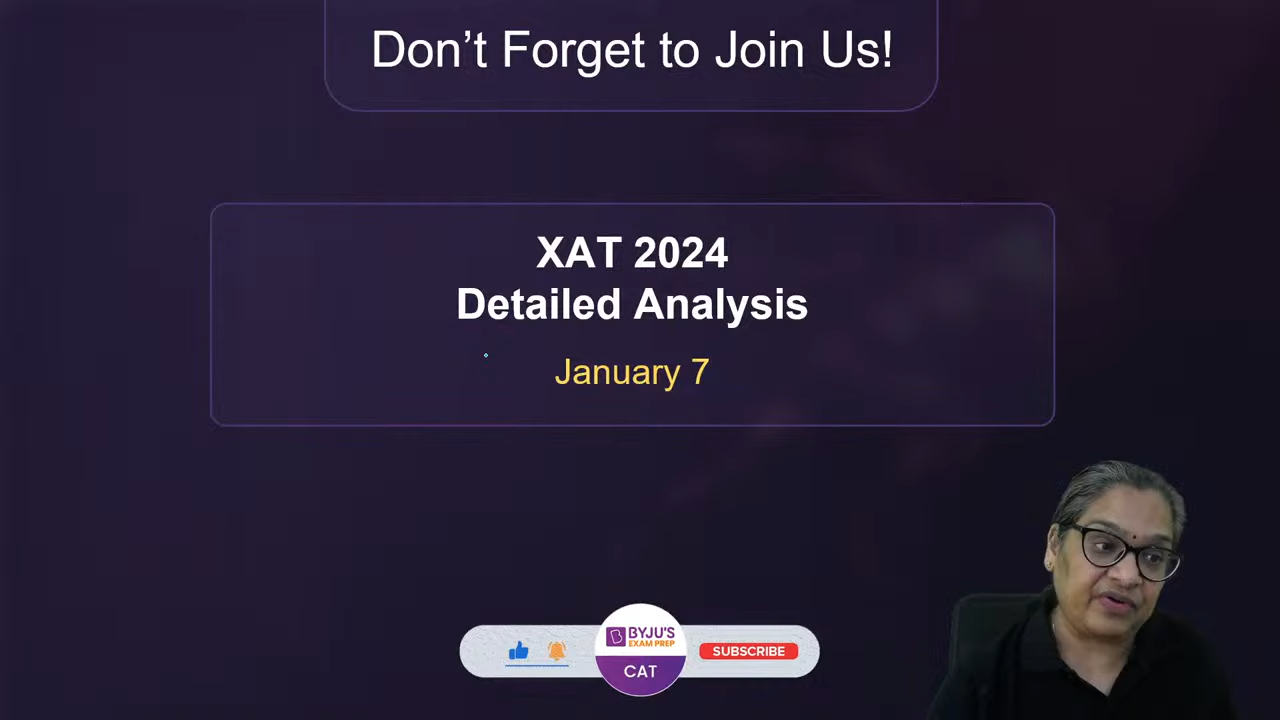 Don’t Forget to Join Us!
XAT 2024
Detailed Analysis
January 7
BYJU'S
EXAM PREP
SUBSCRIBE
CAT